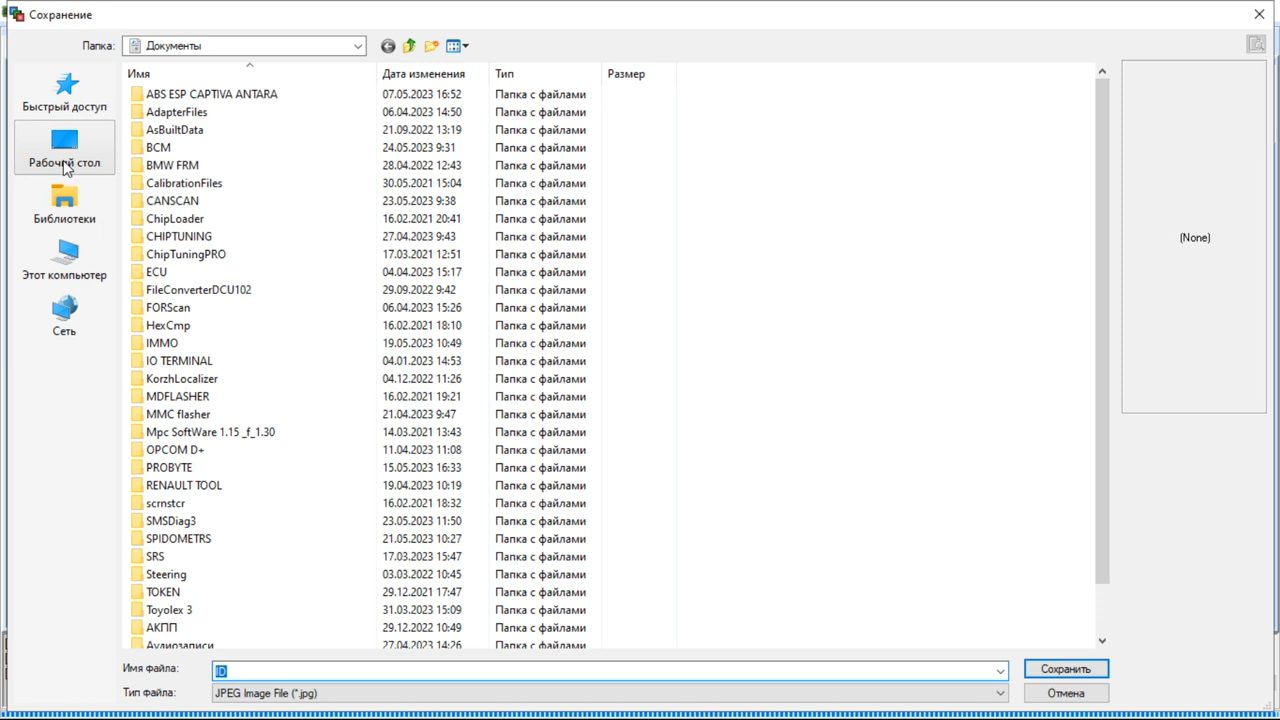 Сохранение
Папка: Документы
Быстрый доступ
Рабочий стол
Библиотеки
Этот компьютер
Сеть
Имя Дата изменения Тип Размер
ABS ESP CAPTIVA ANTARA 07.05.2023 16:52 Папка с файлами
AdapterFiles 06.04.2023 14:50 Папка с файлами
AsBuiltData 21.09.2022 13:19 Папка с файлами
BCM 24.05.2023 9:31 Папка с файлами
BMW FRM 28.04.2022 12:43 Папка с файлами
CalibrationFiles 30.05.2021 15:04 Папка с файлами
CANSCAN 23.05.2023 9:38 Папка с файлами
ChipLoader 16.02.2021 20:41 Папка с файлами
CHIPTUNING 27.04.2023 9:43 Папка с файлами
ChipTuningPRO 17.03.2021 12:51 Папка с файлами
ECU 04.04.2023 15:17 Папка с файлами
FileConverterDCU102 29.09.2022 9:42 Папка с файлами
FORScan 06.04.2023 15:26 Папка с файлами
HexCmp 16.02.2021 18:10 Папка с файлами
IMMO 19.05.2023 10:49 Папка с файлами
IO TERMINAL 04.01.2023 14:53 Папка с файлами
KorzhLocalizer 04.12.2022 11:26 Папка с файлами
MDFLASHER 16.02.2021 19:21 Папка с файлами
MMC flasher 21.04.2023 9:47 Папка с файлами
Mpc SoftWare 1.15 _f_1.30 14.03.2021 13:43 Папка с файлами
OPCOM D+ 11.04.2023 11:08 Папка с файлами
PROBYTE 15.05.2023 16:33 Папка с файлами
RENAULT TOOL 19.04.2023 10:19 Папка с файлами
scrnstcr 16.02.2021 18:32 Папка с файлами
SMSDiag3 23.05.2023 11:50 Папка с файлами
SPIDOMETRS 21.05.2023 10:27 Папка с файлами
SRS 17.03.2023 15:47 Папка с файлами
Steering 03.03.2022 10:45 Папка с файлами
TOKEN 29.12.2021 17:47 Папка с файлами
Toyolex 3 31.03.2023 15:09 Папка с файлами
АКПП 29.12.2022 10:49 Папка с файлами
Аудиозаписи 27.04.2023 14:26 Папка с файлами
(None)
Имя файла: ID
Сохранить
Тип файла: JPEG Image File (*.jpg)
Отмена